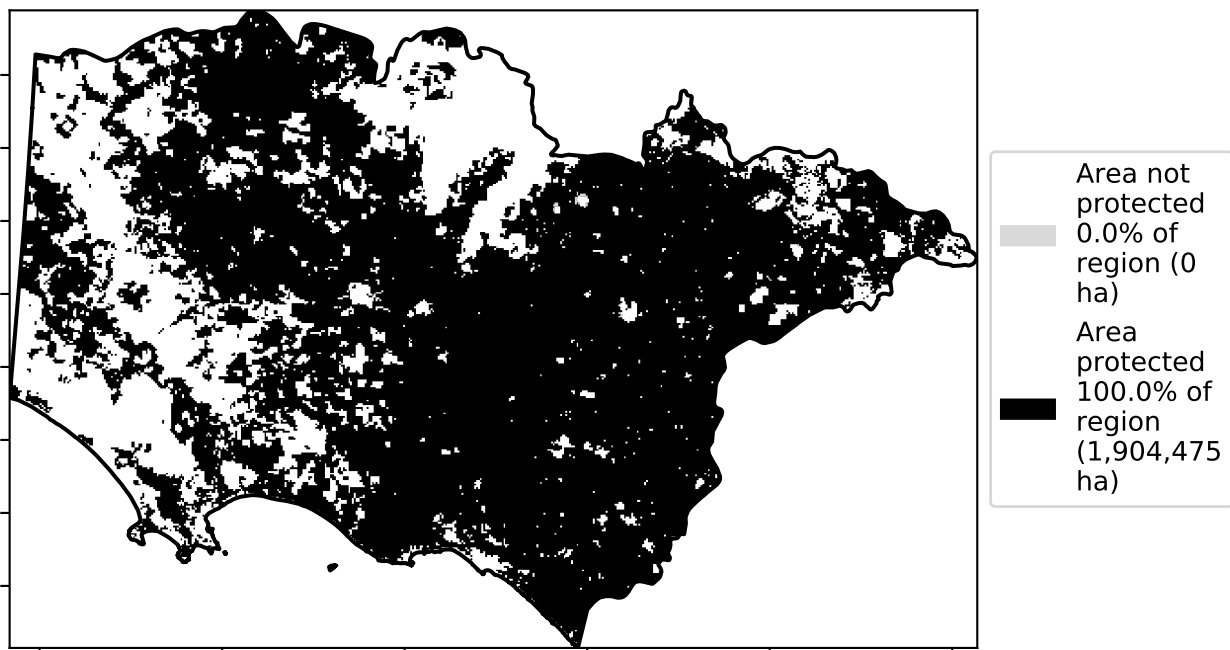 Area not
protected
0.0% of
region (0
ha)
Area
protected
100.0% of
region
(1,904,475
ha)